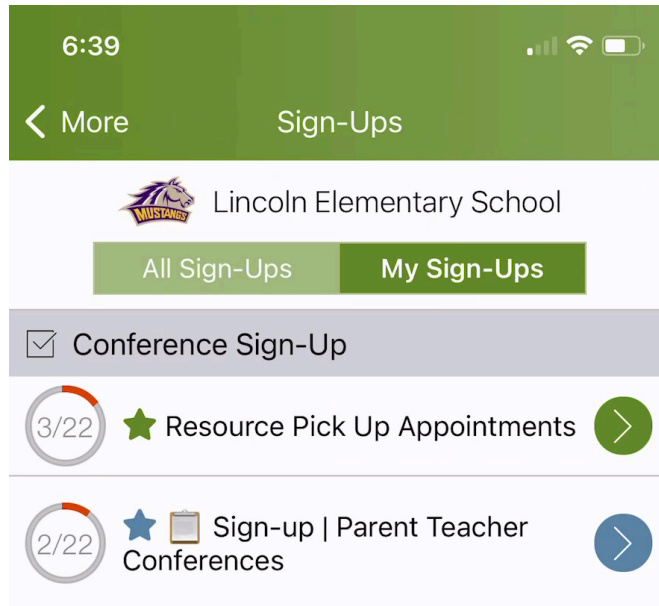 6:39
More Sign-Ups
MUSTANGS Lincoln Elementary School
All Sign-Ups My Sign-Ups
Conference Sign-Up
3/22 Resource Pick Up Appointments
2/22 Sign-up | Parent Teacher
Conferences